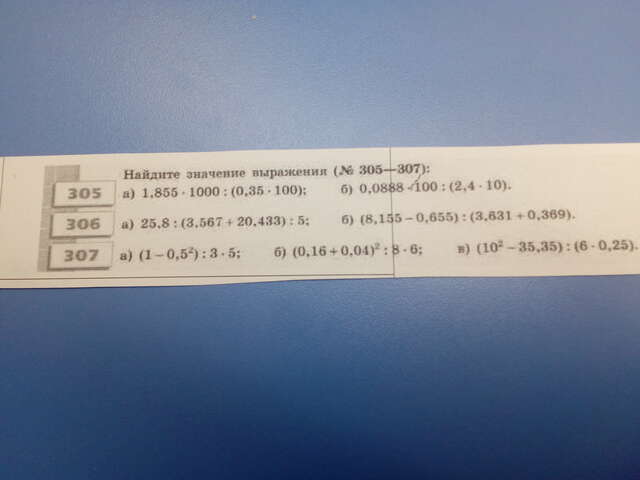 Найдите значение выражения (№ 305—307):
305 а) 1,855 · 1000 : (0,35 · 100); б) 0,0888 · 100 : (2,4 · 10).
306 а) 25,8 : (3,567 + 20,433) : 5; б) (8,155 − 0,655) : (3,631 + 0,369).
307 а) (1 − 0,5²) : 3 · 5; б) (0,16 + 0,04)² : 8 · 6; в) (10² − 35,35) : (6 · 0,25).